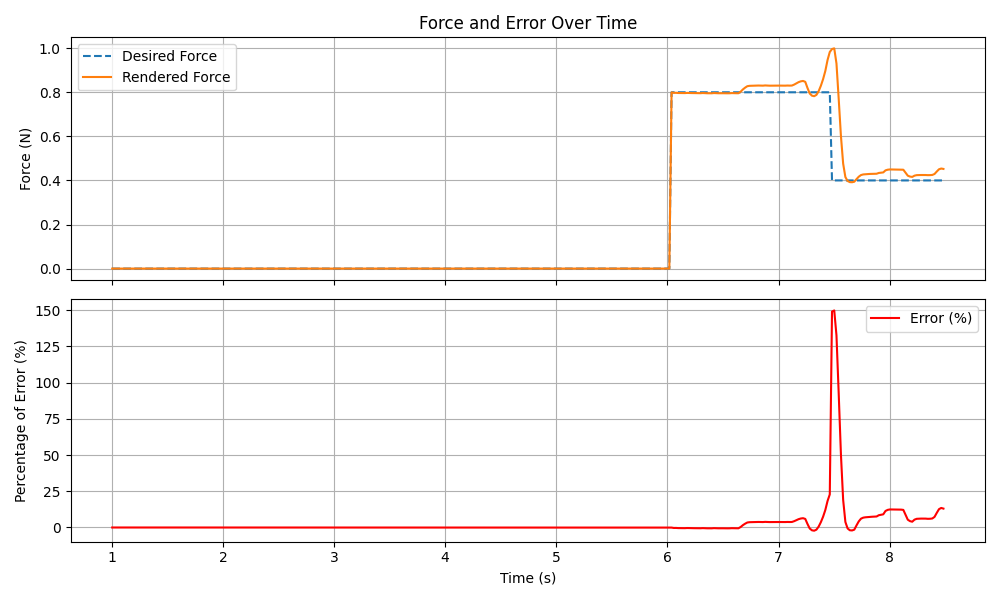 Force and Error Over Time
Desired Force
Rendered Force
Force (N)
1.0
0.8
0.6
0.4
0.2
0.0
Error (%)
Percentage of Error (%)
150
125
100
75
50
25
0
1 2 3 4 5 6 7 8
Time (s)